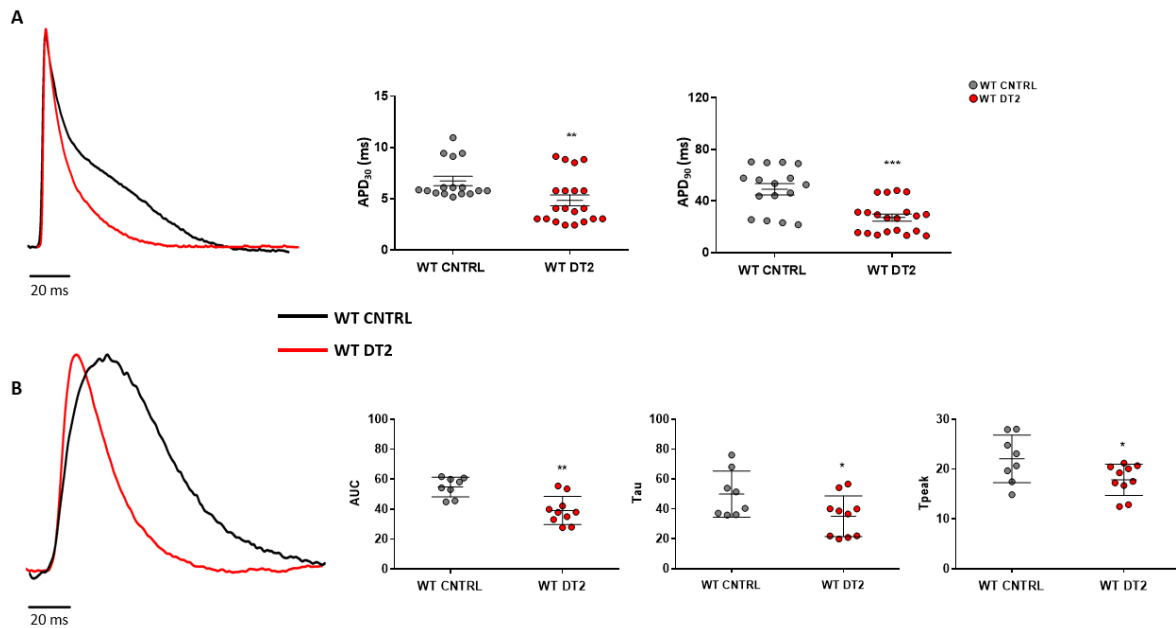 A
20 ms
APD30 (ms)
15
10
5
0
**
WT CNTRL
WT DT2
APD90 (ms)
120
80
40
0
***
WT CNTRL
WT DT2
WT CNTRL
WT DT2
WT CNTRL
WT DT2
B
20 ms
AUC
100
80
60
40
20
0
**
WT CNTRL
WT DT2
Tau
100
80
60
40
20
0
*
WT CNTRL
WT DT2
Tpeak
30
20
10
0
*
WT CNTRL
WT DT2